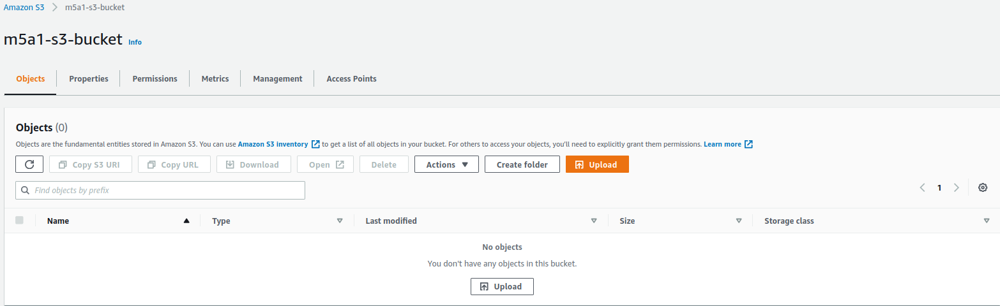 Amazon S3 > m5a1-s3-bucket
m5a1-s3-bucket Info
Objects Properties Permissions Metrics Management Access Points
Objects (0)
Objects are the fundamental entities stored in Amazon S3. You can use Amazon S3 inventory to get a list of all objects in your bucket. For others to access your objects, you'll need to explicitly grant them permissions. Learn more
Copy S3 URI Copy URL Download Open Delete Actions Create folder Upload
Find objects by prefix 1
Name Type Last modified Size Storage class
No objects
You don't have any objects in this bucket.
Upload